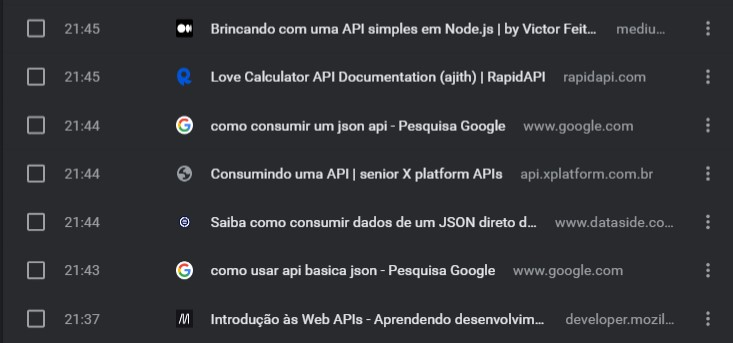 21:45 Brincando com uma API simples em Node.js | by Victor Feit... mediu...
21:45 Love Calculator API Documentation (ajith) | RapidAPI rapidapi.com
21:44 como consumir um json api - Pesquisa Google www.google.com
21:44 Consumindo uma API | senior X platform APIs api.xplatform.com.br
21:44 Saiba como consumir dados de um JSON direto d... www.dataside.co...
21:43 como usar api basica json - Pesquisa Google www.google.com
21:37 Introdução às Web APIs - Aprendendo desenvolvim... developer.mozil...